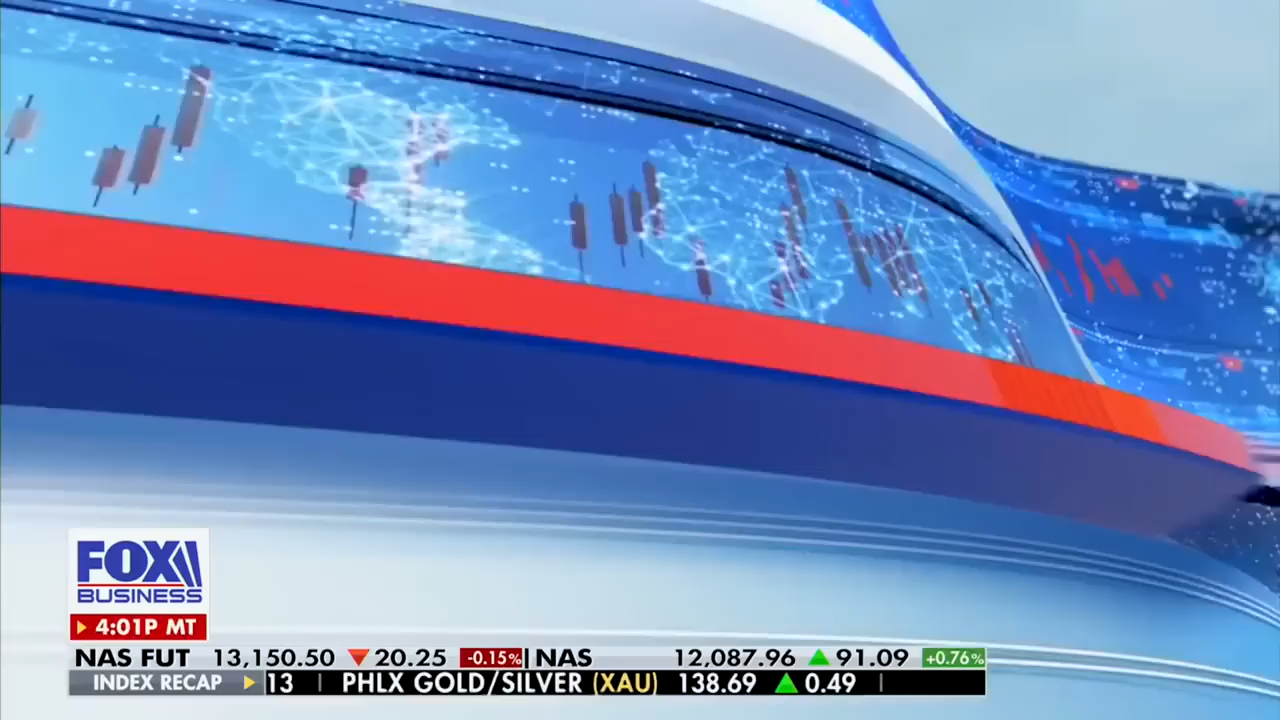 FOX
BUSINESS
4:01P MT
NAS FUT 13,150.50 ▼ 20.25 -0.15% NAS 12,087.96 ▲ 91.09 +0.76%
INDEX RECAP 13 | PHLX GOLD/SILVER (XAU) 138.69 ▲ 0.49 |